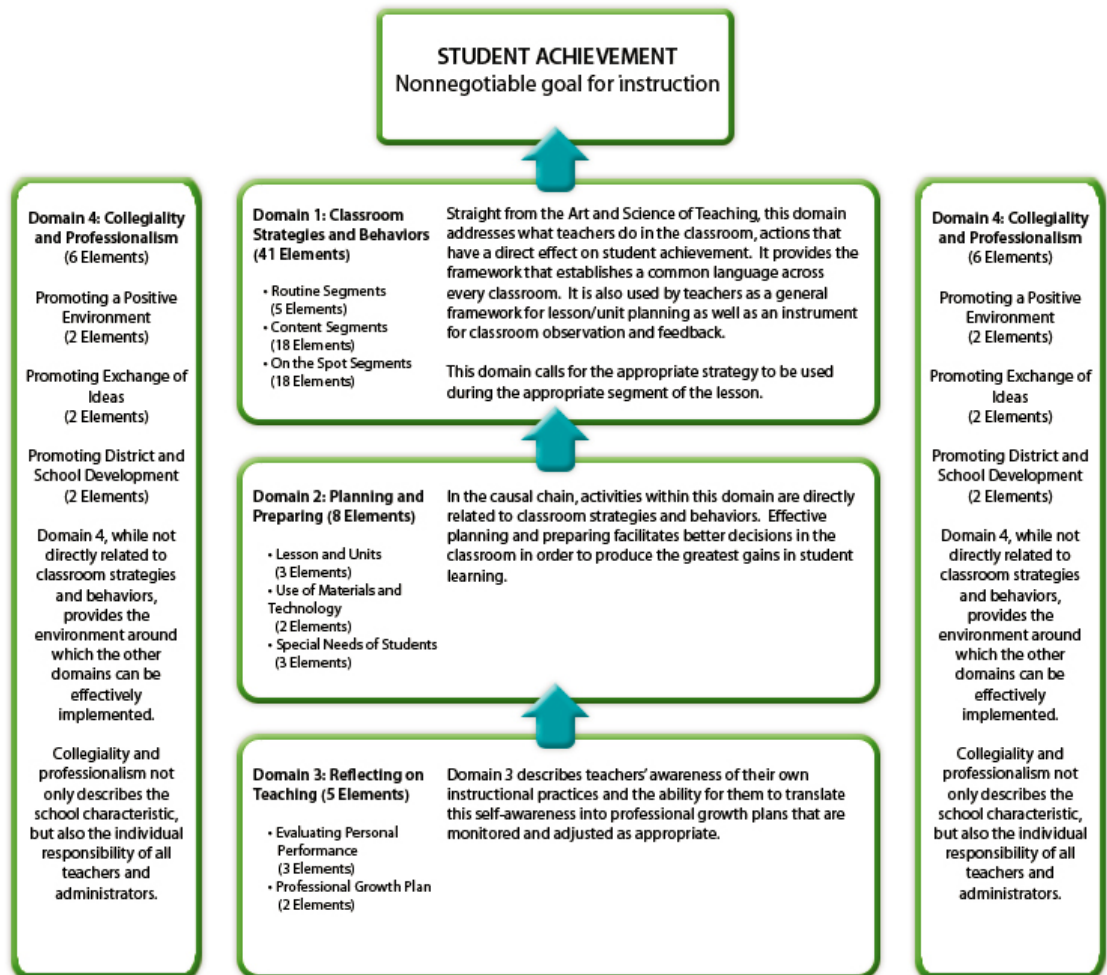 STUDENT ACHIEVEMENT
Nonnegotiable goal for instruction
Domain 4: Collegiality
and Professionalism
(6 Elements)
Promoting a Positive
Environment
(2 Elements)
Promoting Exchange of
Ideas
(2 Elements)
Promoting District and
School Development
(2 Elements)
Domain 4, while not
directly related to
classroom strategies
and behaviors,
provides the
environment around
which the other
domains can be
effectively
implemented.
Collegiality and
professionalism not
only describes the
school characteristic,
but also the individual
responsibility of all
teachers and
administrators.
Domain 1: Classroom
Strategies and Behaviors
(41 Elements)
• Routine Segments
(5 Elements)
• Content Segments
(18 Elements)
• On the Spot Segments
(18 Elements)
Straight from the Art and Science of Teaching, this domain
addresses what teachers do in the classroom, actions that
have a direct effect on student achievement.  It provides the
framework that establishes a common language across
every classroom.  It is also used by teachers as a general
framework for lesson/unit planning as well as an instrument
for classroom observation and feedback.
This domain calls for the appropriate strategy to be used
during the appropriate segment of the lesson.
Domain 2: Planning and
Preparing (8 Elements)
• Lesson and Units
(3 Elements)
• Use of Materials and
Technology
(2 Elements)
• Special Needs of Students
(3 Elements)
In the causal chain, activities within this domain are directly
related to classroom strategies and behaviors.  Effective
planning and preparing facilitates better decisions in the
classroom in order to produce the greatest gains in student
learning.
Domain 3: Reflecting on
Teaching (5 Elements)
• Evaluating Personal
Performance
(3 Elements)
• Professional Growth Plan
(2 Elements)
Domain 3 describes teachers' awareness of their own
instructional practices and the ability for them to translate
this self-awareness into professional growth plans that are
monitored and adjusted as appropriate.
Domain 4: Collegiality
and Professionalism
(6 Elements)
Promoting a Positive
Environment
(2 Elements)
Promoting Exchange of
Ideas
(2 Elements)
Promoting District and
School Development
(2 Elements)
Domain 4, while not
directly related to
classroom strategies
and behaviors,
provides the
environment around
which the other
domains can be
effectively
implemented.
Collegiality and
professionalism not
only describes the
school characteristic,
but also the individual
responsibility of all
teachers and
administrators.